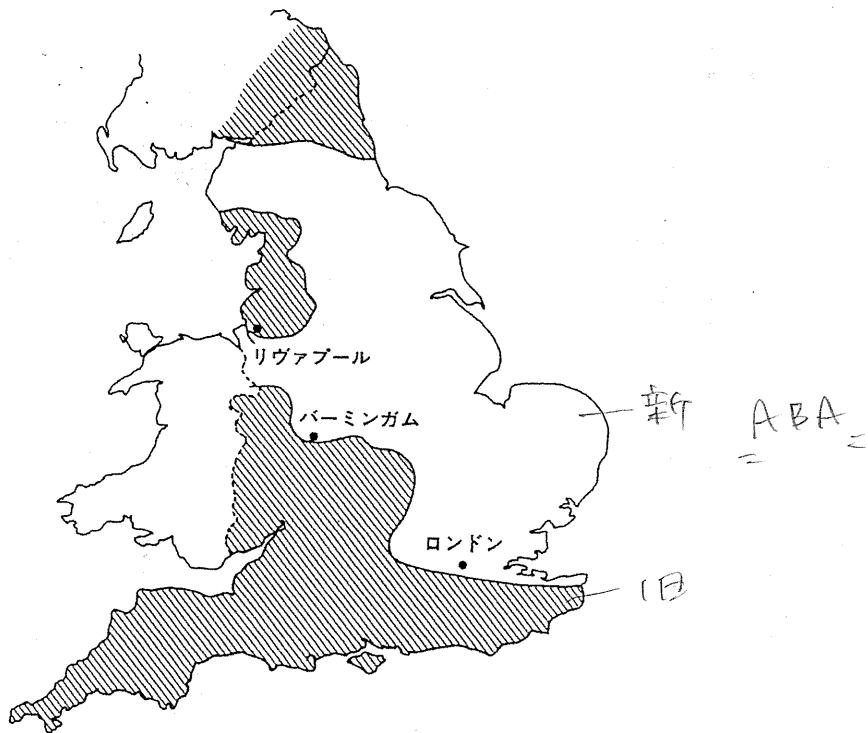 リヴァプール
バーミンガム
新
ABA
ロンドン
旧